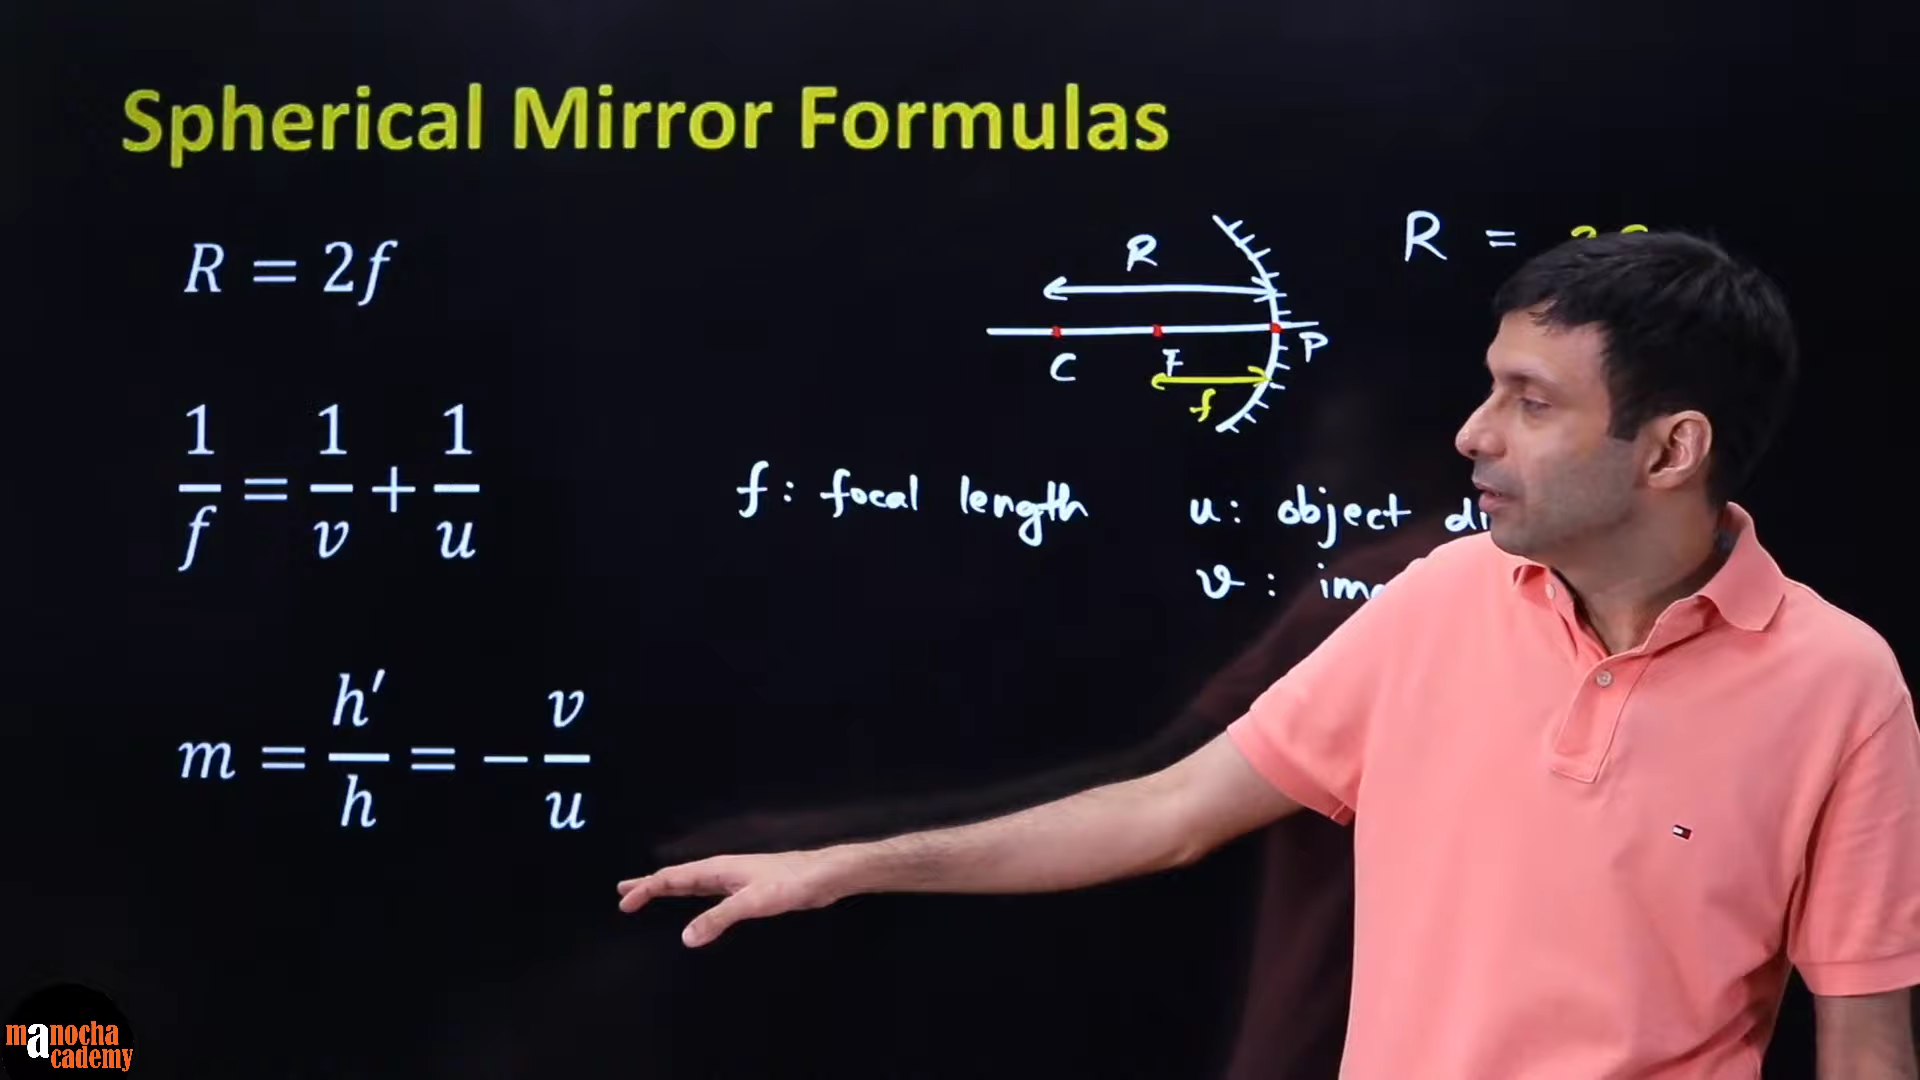 Spherical Mirror Formulas
R = 2f
R
R =
C
F
P
f
1/f = 1/v + 1/u
f: focal length
u: object
v:
m = h′/h = −v/u
manocha
academy